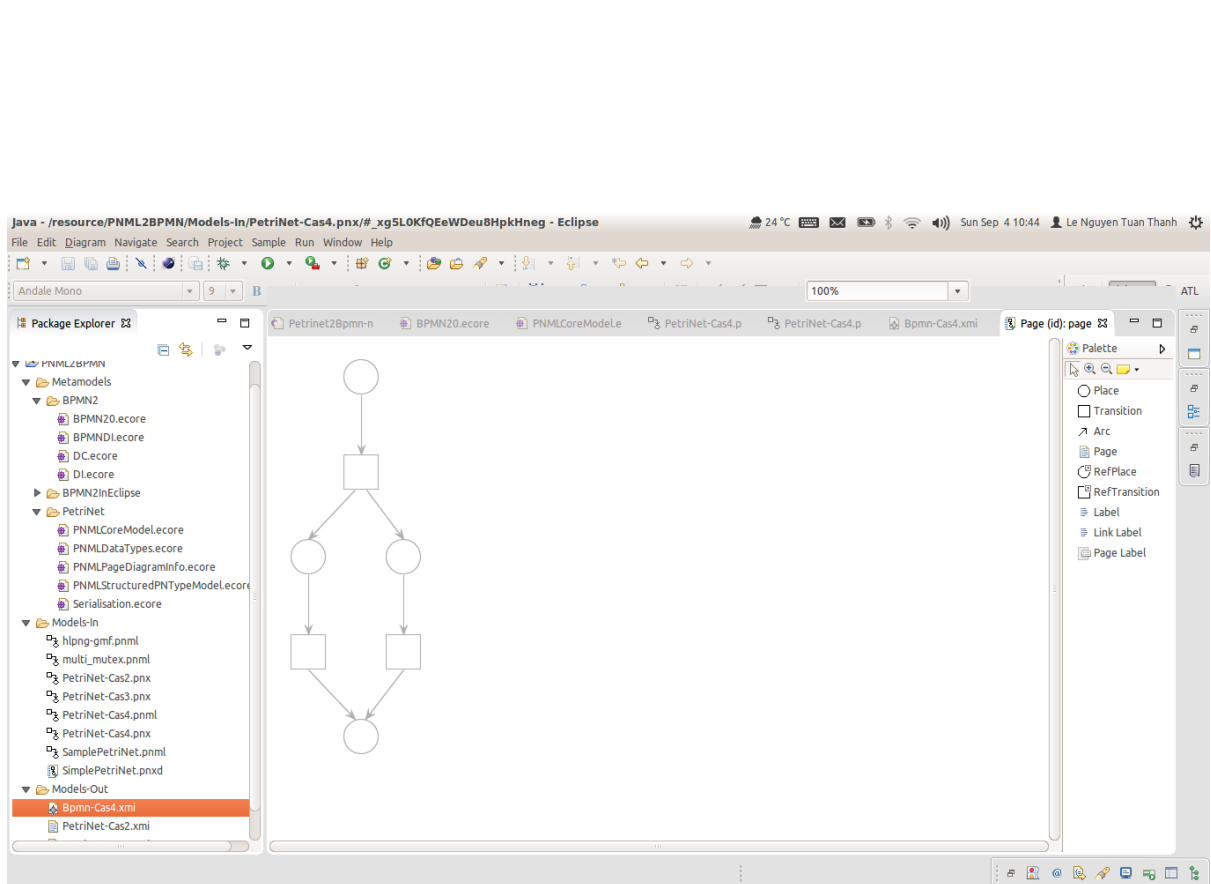 Java - /resource/PNML2BPMN/Models-In/PetriNet-Cas4.pnx/#_xg5L0KfQEeWDeu8HpkHneg - Eclipse
24 °C
Sun Sep 4 10:44
Le Nguyen Tuan Thanh
File Edit Diagram Navigate Search Project Sample Run Window Help
Andale Mono
9
B
100%
ATL
Package Explorer
Petrinet2Bpmn-n
BPMN20.ecore
PNMLCoreModel.e
PetriNet-Cas4.p
PetriNet-Cas4.p
Bpmn-Cas4.xmi
Page (id): page
PNML2BPMN
Metamodels
BPMN2
BPMN20.ecore
BPMNDI.ecore
DC.ecore
DI.ecore
BPMN2InEclipse
PetriNet
PNMLCoreModel.ecore
PNMLDataTypes.ecore
PNMLPageDiagramInfo.ecore
PNMLStructuredPNTypeModel.ecore
Serialisation.ecore
Models-In
hlpng-gmf.pnml
multi_mutex.pnml
PetriNet-Cas2.pnx
PetriNet-Cas3.pnx
PetriNet-Cas4.pnml
PetriNet-Cas4.pnx
SamplePetriNet.pnml
SimplePetriNet.pnxd
Models-Out
Bpmn-Cas4.xmi
PetriNet-Cas2.xmi
Palette
Place
Transition
Arc
Page
RefPlace
RefTransition
Label
Link Label
Page Label